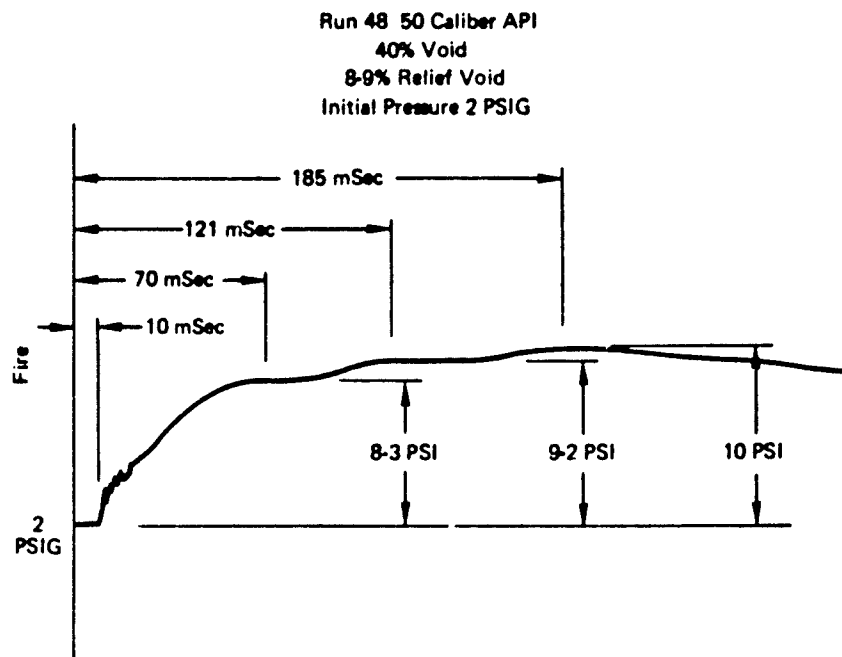 Run 48 50 Caliber API
40% Void
8-9% Relief Void
Initial Pressure 2 PSIG
185 mSec
121 mSec
70 mSec
10 mSec
Fire
8-3 PSI
9-2 PSI
10 PSI
2
PSIG